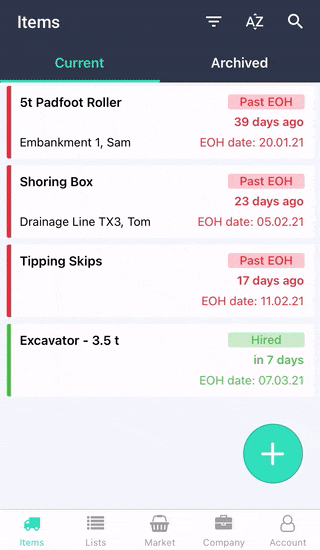 Items
AZ
Current Archived
5t Padfoot Roller Past EOH
39 days ago
Embankment 1, Sam EOH date: 20.01.21
Shoring Box Past EOH
23 days ago
Drainage Line TX3, Tom EOH date: 05.02.21
Tipping Skips Past EOH
17 days ago
EOH date: 11.02.21
Excavator - 3.5 t Hired
in 7 days
EOH date: 07.03.21
Items Lists Market Company Account